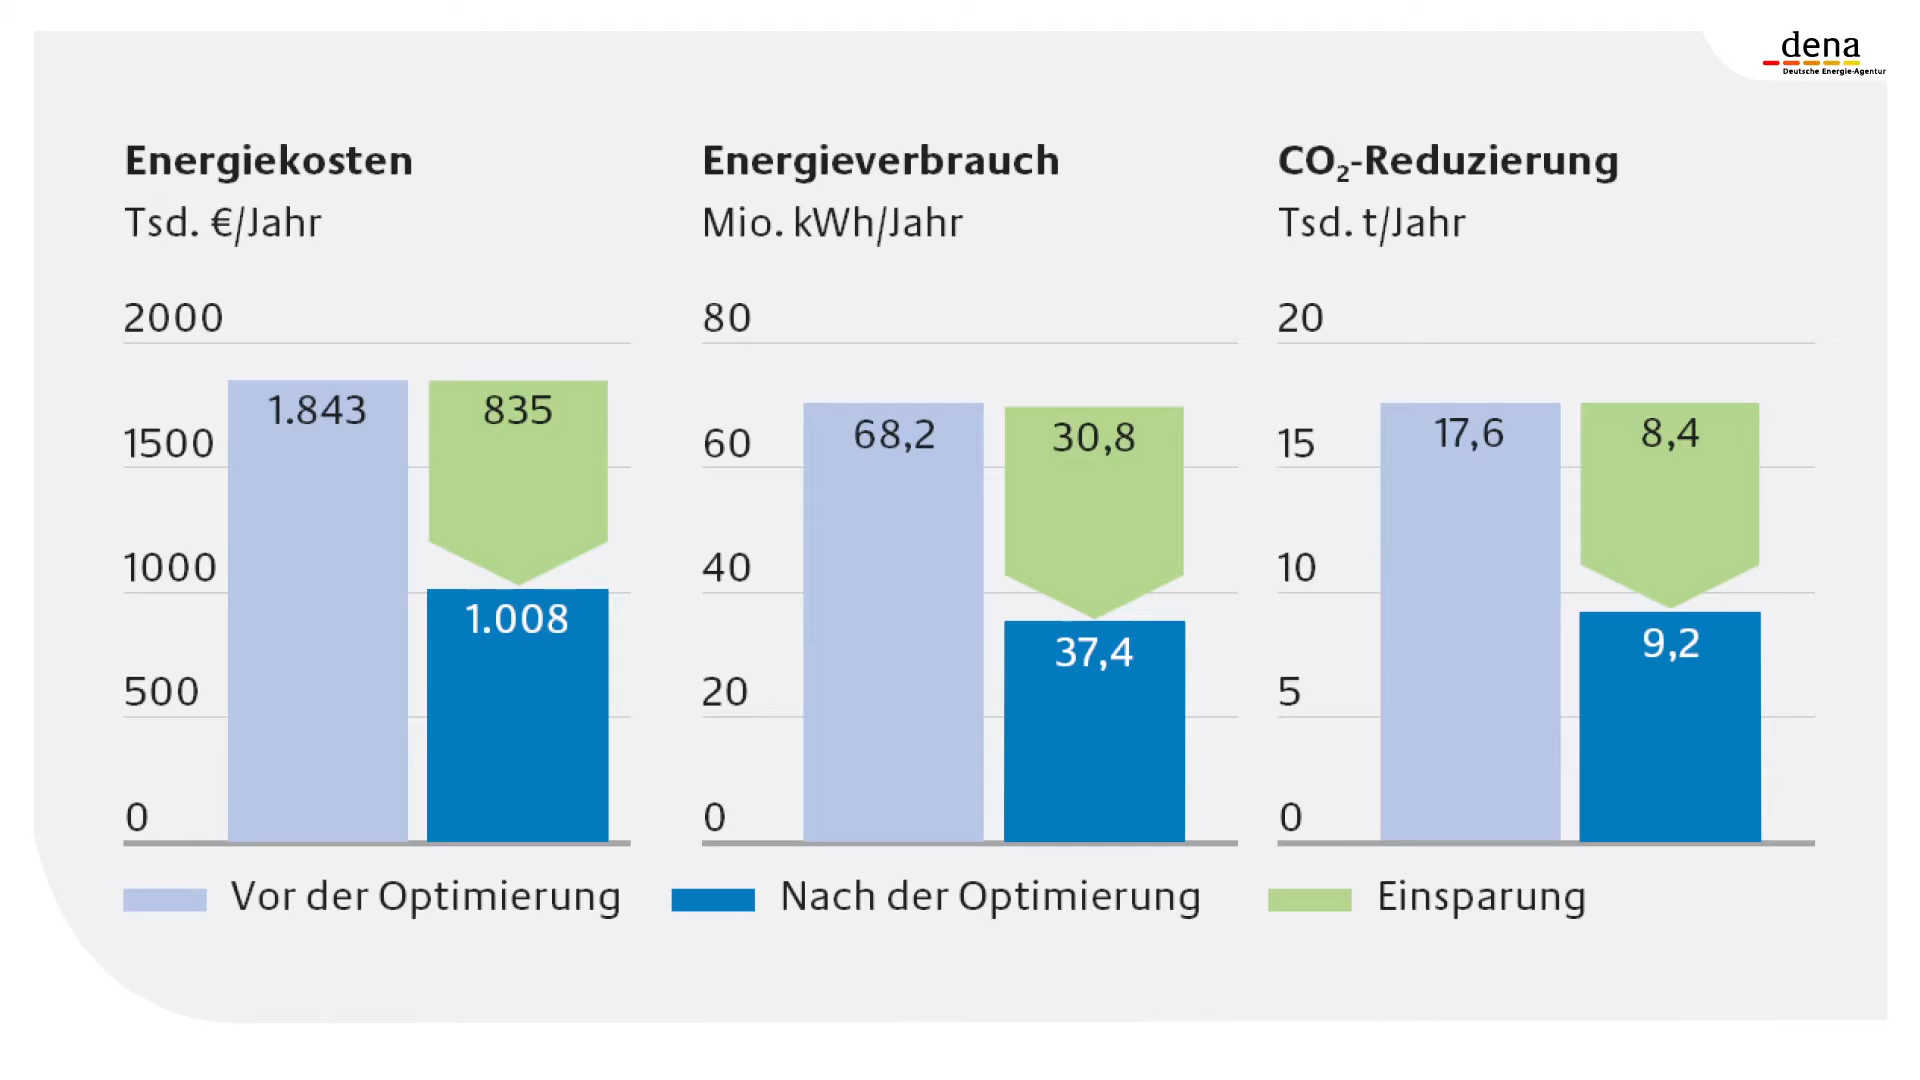 dena
Deutsche Energie-Agentur
Energiekosten
Tsd. €/Jahr
2000
1500
1000
500
0
1.843
835
1.008
Energieverbrauch
Mio. kWh/Jahr
80
60
40
20
0
68,2
30,8
37,4
CO₂-Reduzierung
Tsd. t/Jahr
20
15
10
5
0
17,6
8,4
9,2
Vor der Optimierung
Nach der Optimierung
Einsparung